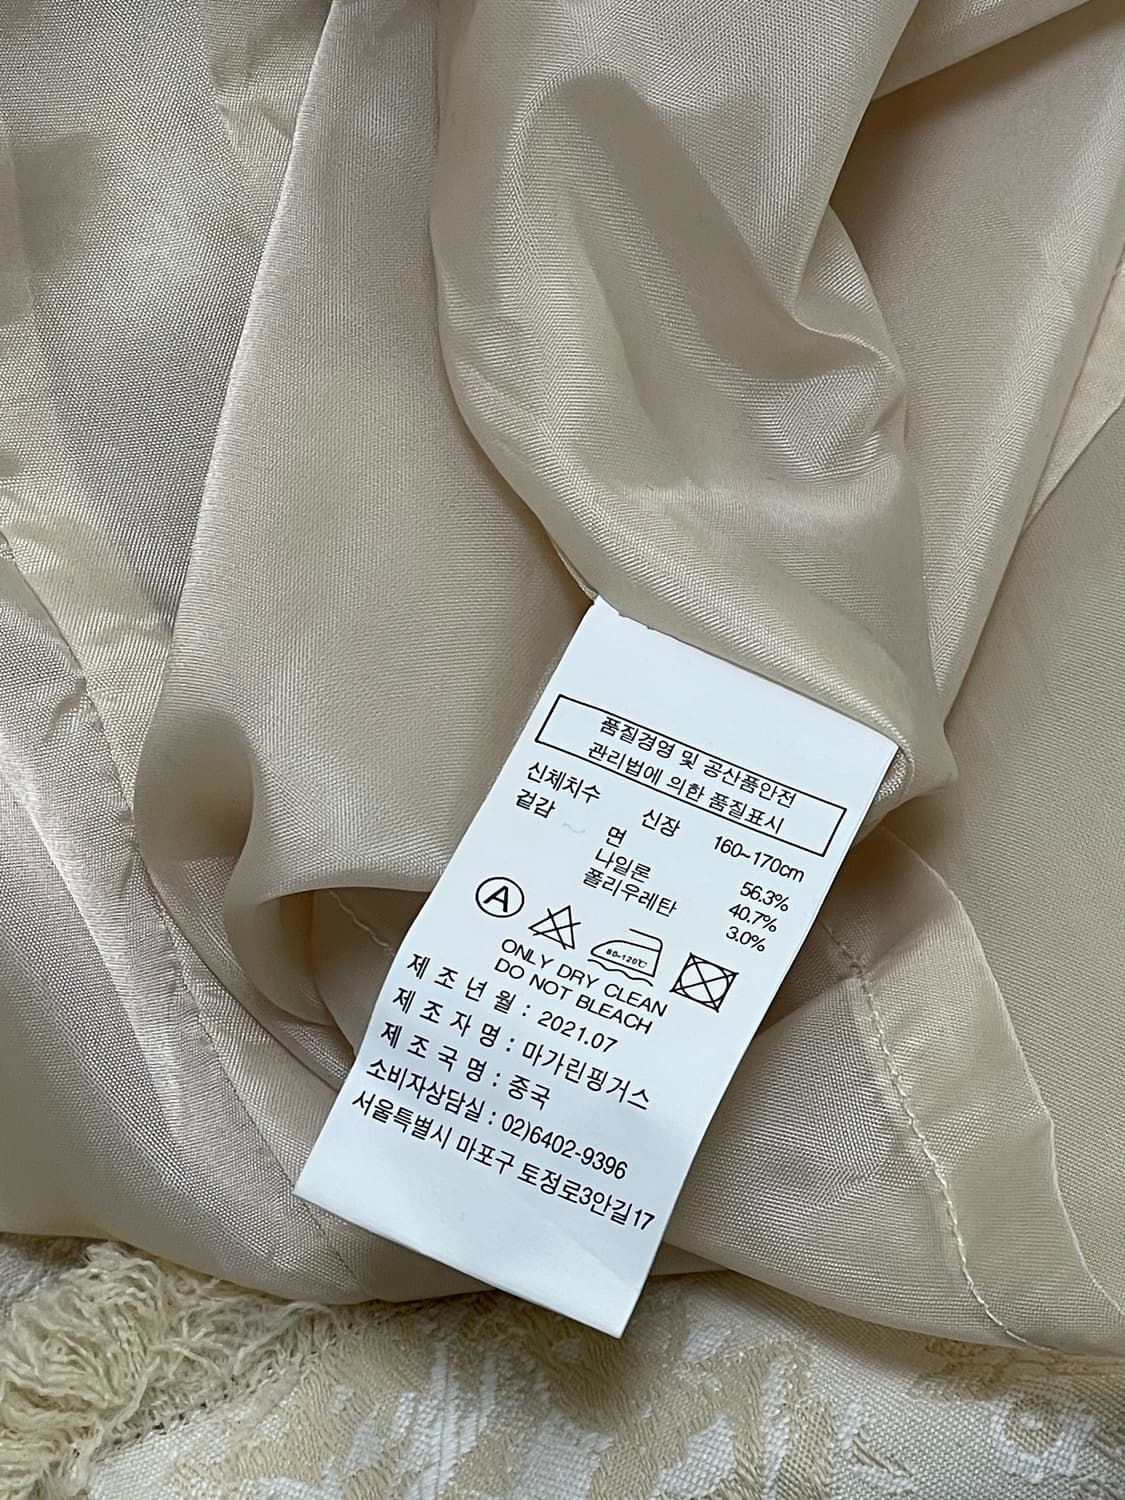 품질경영 및 공산품안전
관리법에 의한 품질표시
신체치수 신장 160~170cm
겉감 면 56.3%
나일론 40.7%
폴리우레탄 3.0%
A
80~120℃
ONLY DRY CLEAN
DO NOT BLEACH
제 조 년 월 : 2021.07
제 조 자 명 : 마가린핑거스
제 조 국 명 : 중국
소비자상담실 : 02)6402-9396
서울특별시 마포구 토정로3안길17